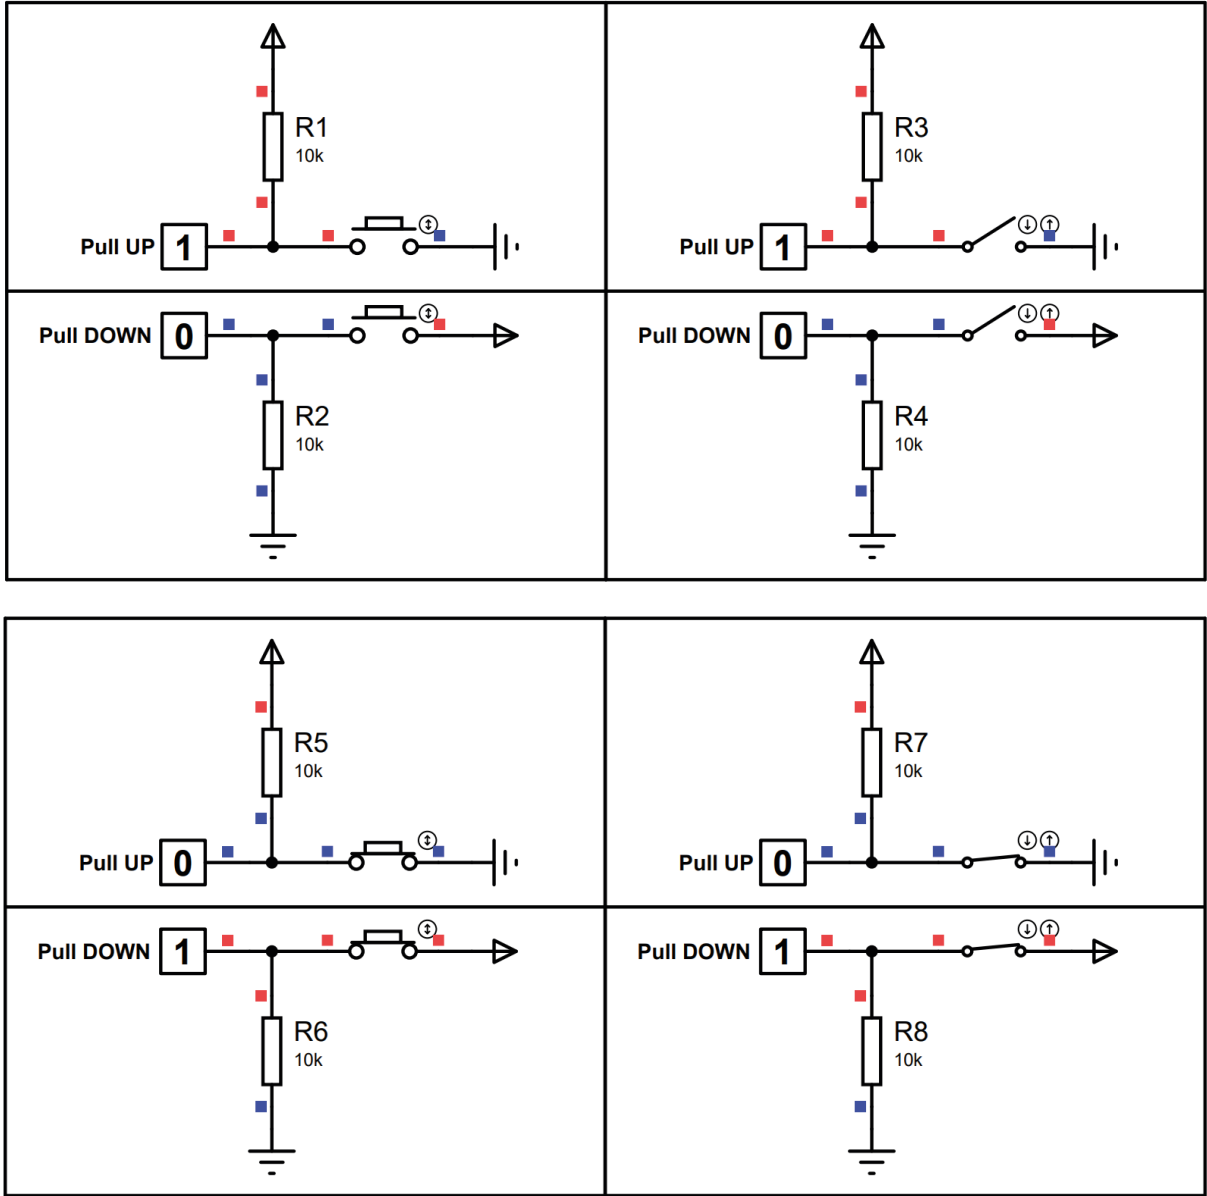 R1
10k
Pull UP 1
R3
10k
Pull UP 1
Pull DOWN 0
R2
10k
Pull DOWN 0
R4
10k
R5
10k
Pull UP 0
R7
10k
Pull UP 0
Pull DOWN 1
R6
10k
Pull DOWN 1
R8
10k